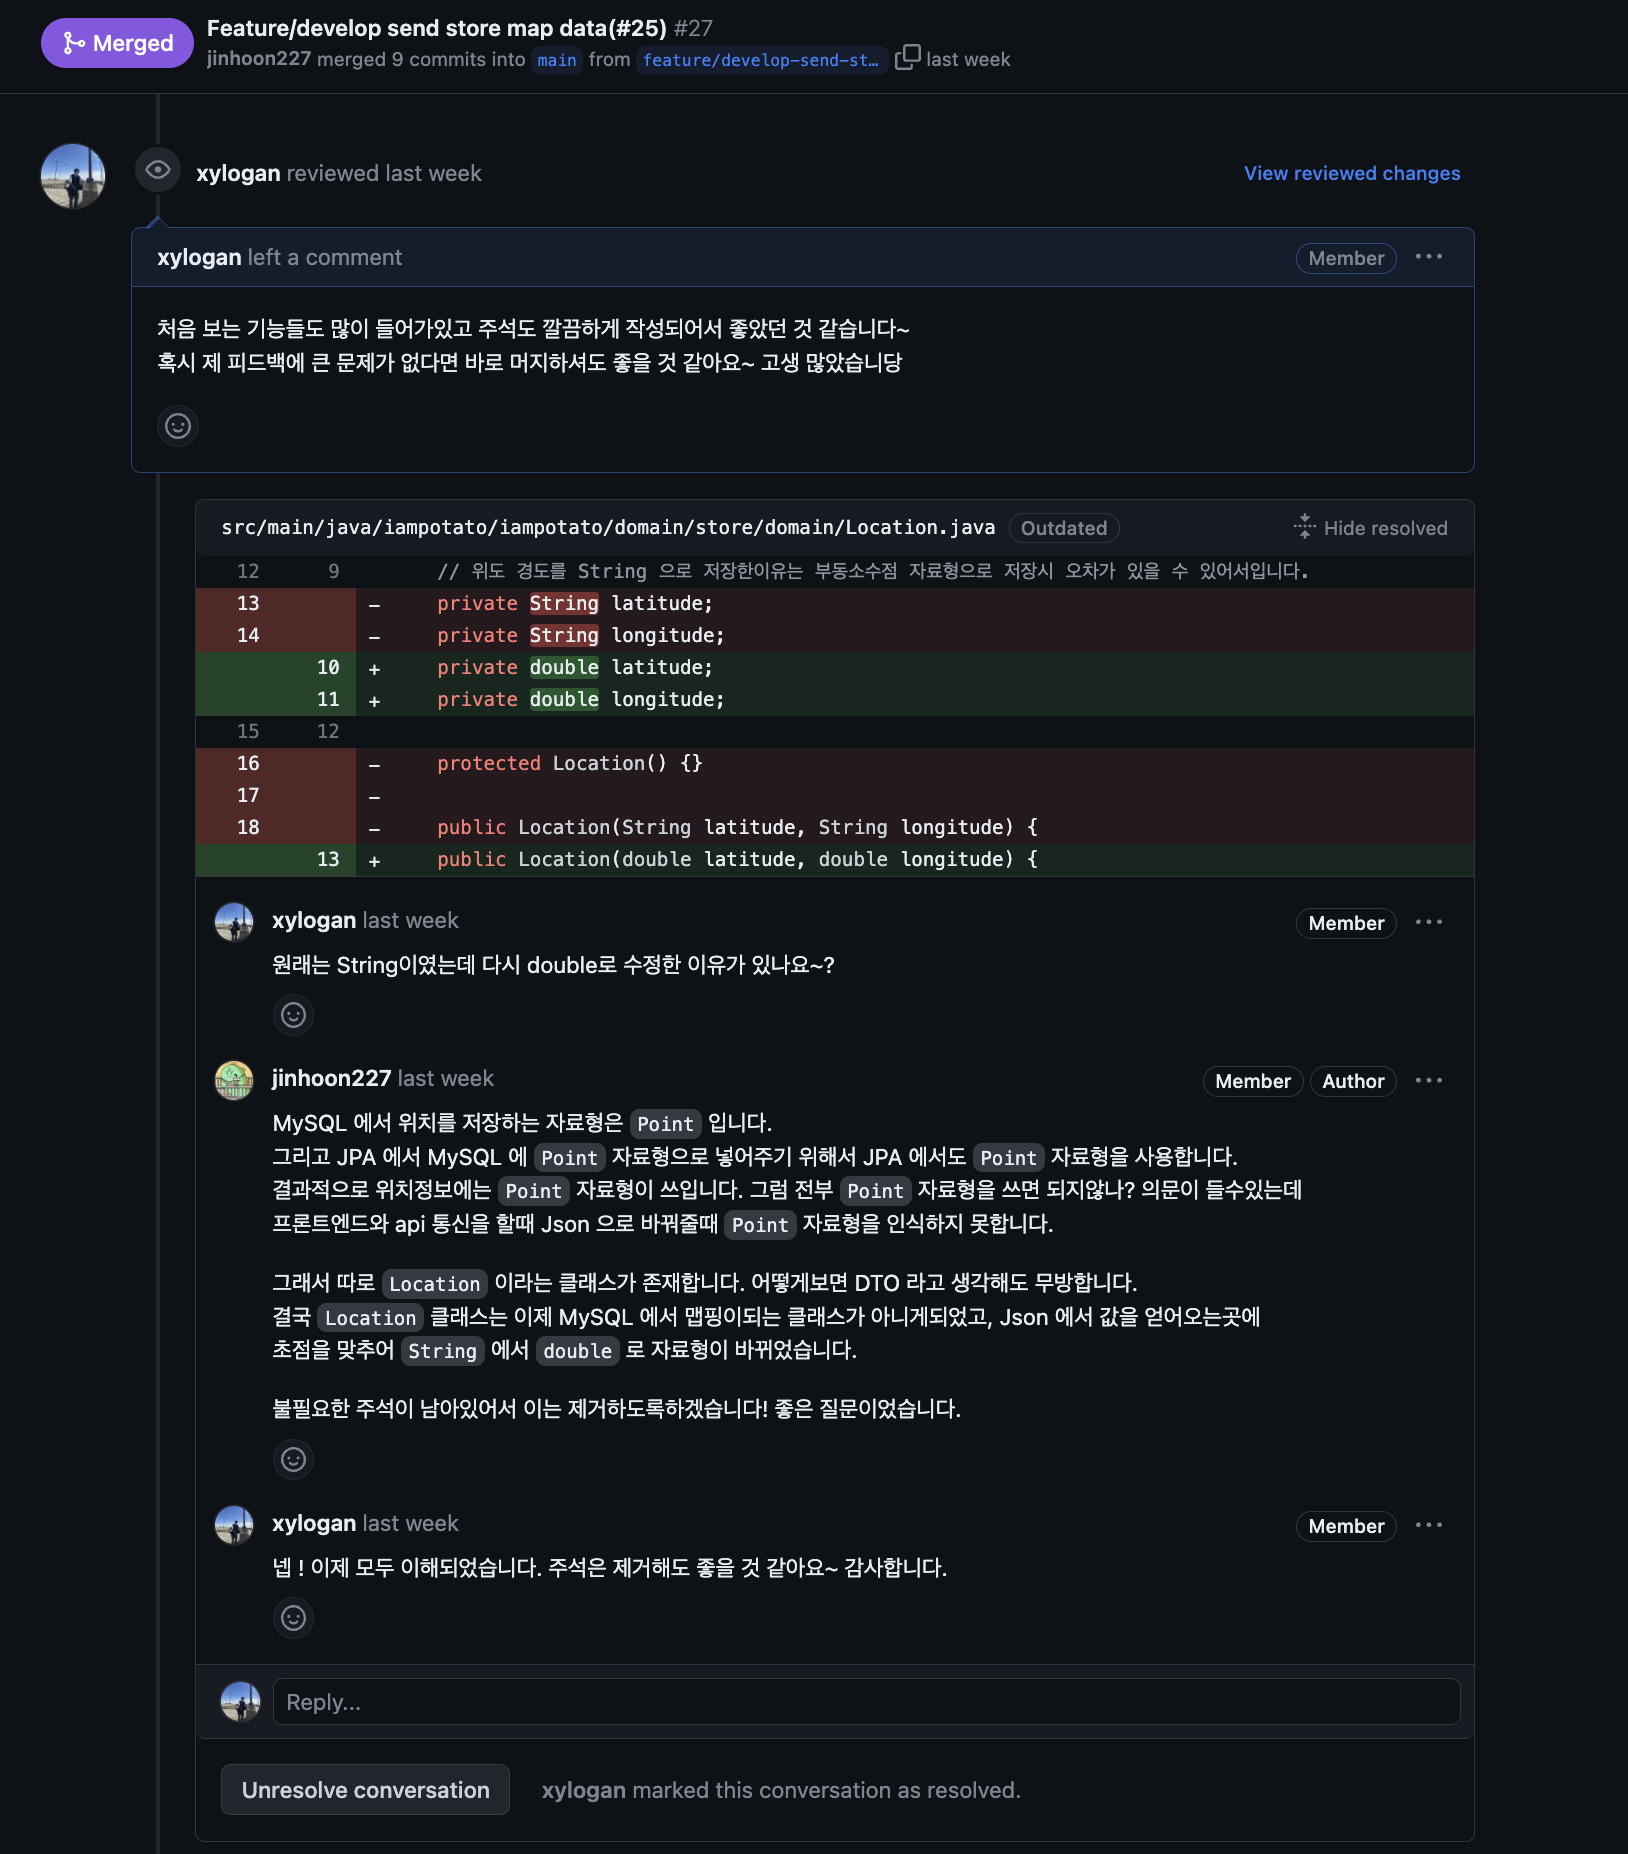 Merged
Feature/develop send store map data(#25) #27
jinhoon227 merged 9 commits into main from feature/develop-send-st... last week
xylogan reviewed last week
View reviewed changes
xylogan left a comment
Member
처음 보는 기능들도 많이 들어가있고 주석도 깔끔하게 작성되어서 좋았던 것 같습니다~
혹시 제 피드백에 큰 문제가 없다면 바로 머지하셔도 좋을 것 같아요~ 고생 많았습니당
src/main/java/iampotato/iampotato/domain/store/domain/Location.java Outdated
Hide resolved
12 9 // 위도 경도를 String 으로 저장한이유는 부동소수점 자료형으로 저장시 오차가 있을 수 있어서입니다.
13 - private String latitude;
14 - private String longitude;
10 + private double latitude;
11 + private double longitude;
15 12
16 - protected Location() {}
17 -
18 - public Location(String latitude, String longitude) {
13 + public Location(double latitude, double longitude) {
xylogan last week
Member
원래는 String이였는데 다시 double로 수정한 이유가 있나요~?
jinhoon227 last week
Member Author
MySQL 에서 위치를 저장하는 자료형은 Point 입니다.
그리고 JPA 에서 MySQL 에 Point 자료형으로 넣어주기 위해서 JPA 에서도 Point 자료형을 사용합니다.
결과적으로 위치정보에는 Point 자료형이 쓰입니다. 그럼 전부 Point 자료형을 쓰면 되지않나? 의문이 들수있는데
프론트엔드와 api 통신을 할때 Json 으로 바꿔줄때 Point 자료형을 인식하지 못합니다.
그래서 따로 Location 이라는 클래스가 존재합니다. 어떻게보면 DTO 라고 생각해도 무방합니다.
결국 Location 클래스는 이제 MySQL 에서 맵핑이되는 클래스가 아니게되었고, Json 에서 값을 얻어오는곳에
초점을 맞추어 String 에서 double 로 자료형이 바뀌었습니다.
불필요한 주석이 남아있어서 이는 제거하도록하겠습니다! 좋은 질문이었습니다.
xylogan last week
Member
넵 ! 이제 모두 이해되었습니다. 주석은 제거해도 좋을 것 같아요~ 감사합니다.
Reply...
Unresolve conversation
xylogan marked this conversation as resolved.